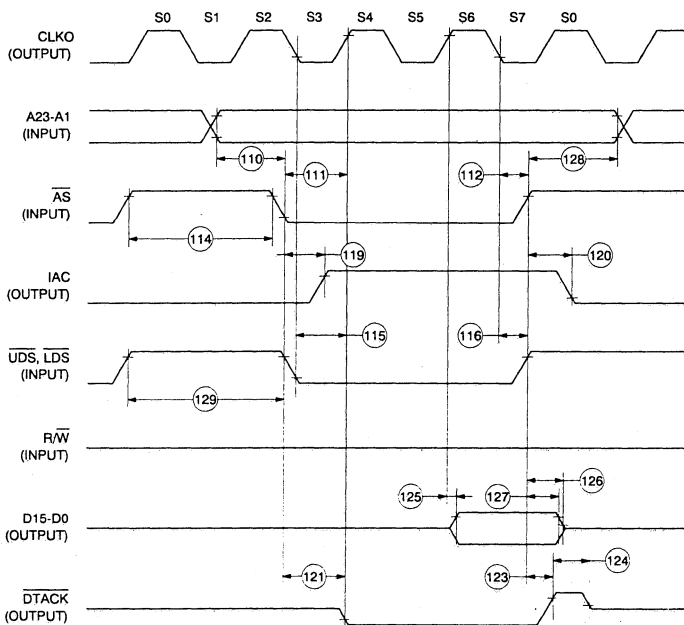 S0 S1 S2 S3 S4 S5 S6 S7 S0
CLKO
(OUTPUT)
A23-A1
(INPUT)
110 111 112 128
AS
(INPUT)
114 119 120
IAC
(OUTPUT)
115 116
UDS, LDS
(INPUT)
129
R/W
(INPUT)
126
125 127
D15-D0
(OUTPUT)
124
121 123
DTACK
(OUTPUT)